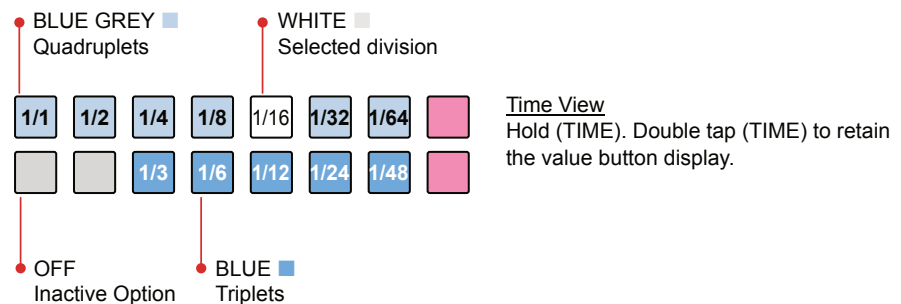 BLUE GREY
Quadruplets
WHITE
Selected division
1/1 1/2 1/4 1/8 1/16 1/32 1/64
1/3 1/6 1/12 1/24 1/48
Time View
Hold (TIME). Double tap (TIME) to retain
the value button display.
OFF
Inactive Option
BLUE
Triplets